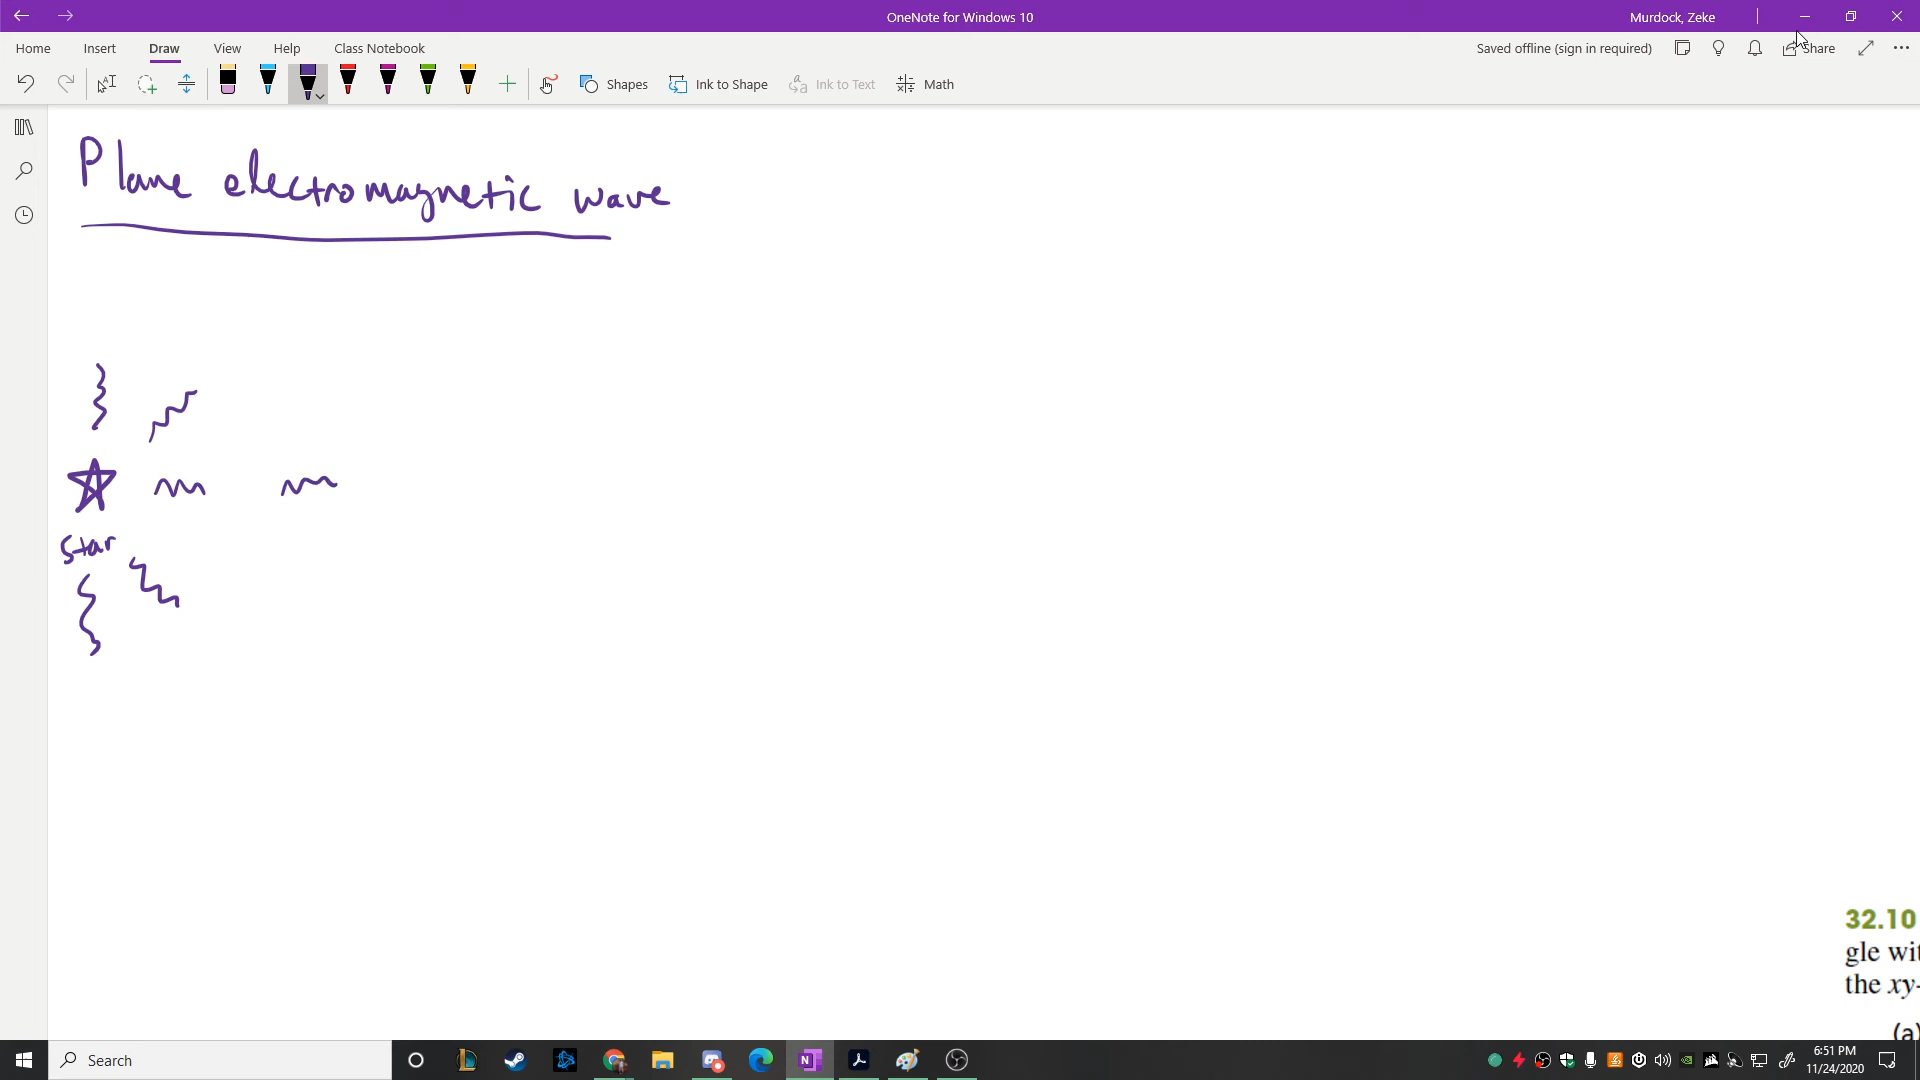 OneNote for Windows 10
Murdock, Zeke
Home Insert Draw View Help Class Notebook
Saved offline (sign in required) Share
Shapes Ink to Shape Ink to Text Math
Plane electromagnetic wave
star
32.10
gle wit
the xy-
(a)
Search
6:51 PM
11/24/2020